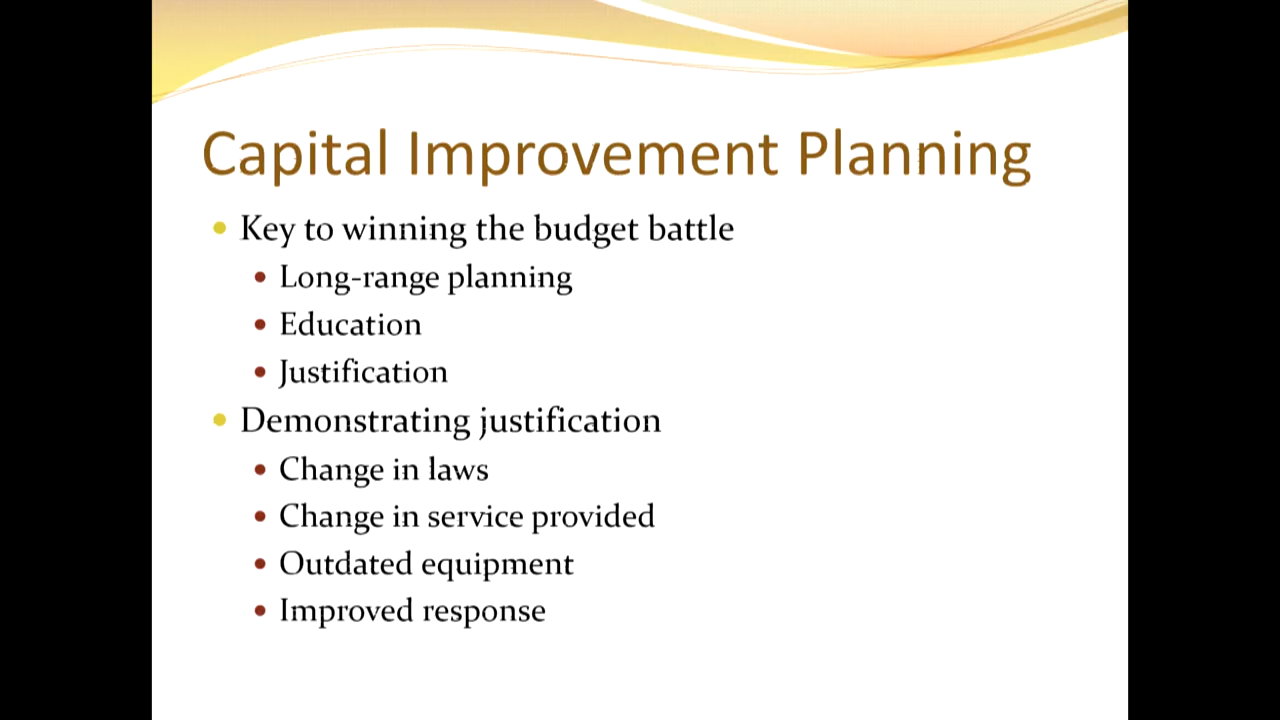 Capital Improvement Planning
Key to winning the budget battle
Long-range planning
Education
Justification
Demonstrating justification
Change in laws
Change in service provided
Outdated equipment
Improved response